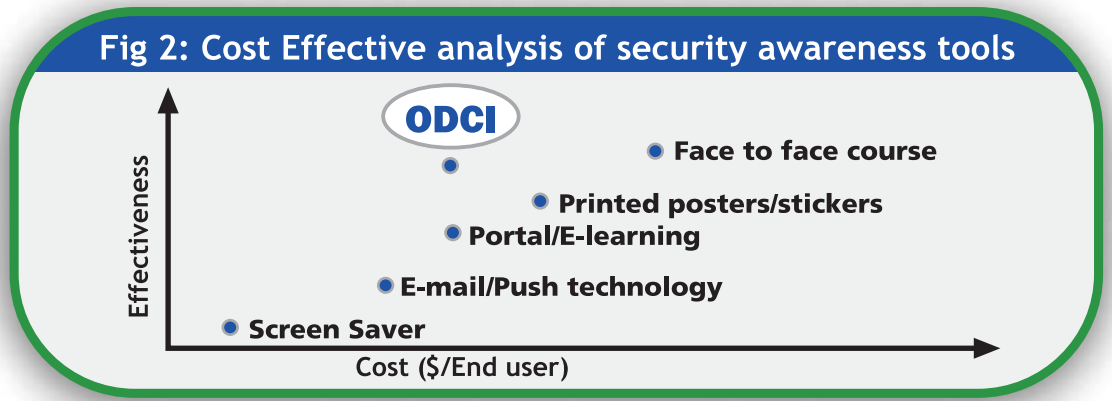 Fig 2: Cost Effective analysis of security awareness tools
ODCI
Face to face course
Printed posters/stickers
Portal/E-learning
E-mail/Push technology
Screen Saver
Effectiveness
Cost ($/End user)